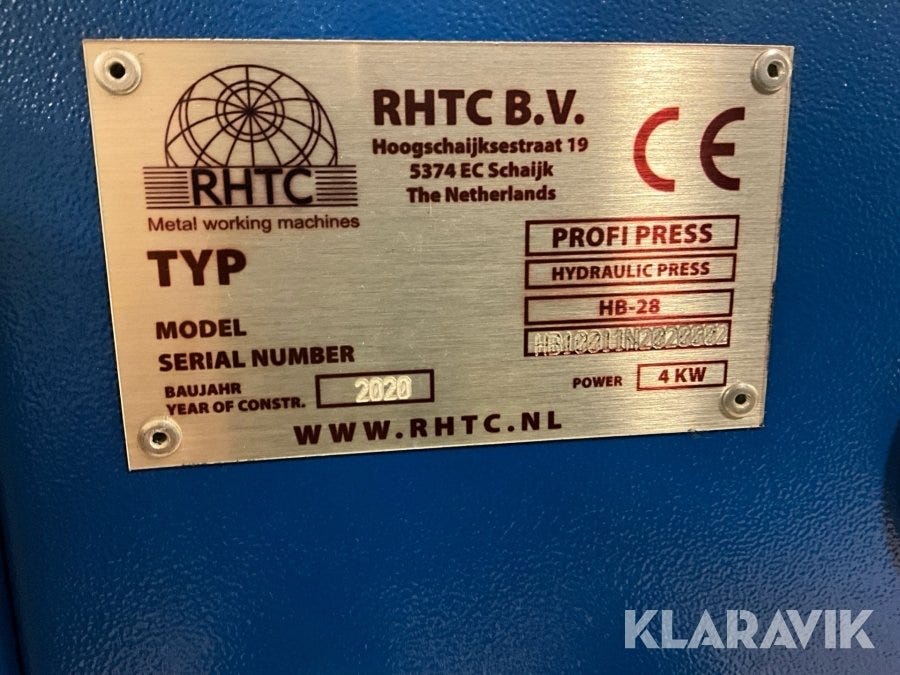 RHTC
Metal working machines
RHTC B.V.
Hoogschaijksestraat 19
5374 EC Schaijk
The Netherlands
CE
TYP
PROFI PRESS
HYDRAULIC PRESS
MODEL
HB-28
SERIAL NUMBER
BAUJAHR
YEAR OF CONSTR.
2020
POWER
4 KW
WWW.RHTC.NL
KLARAVIK